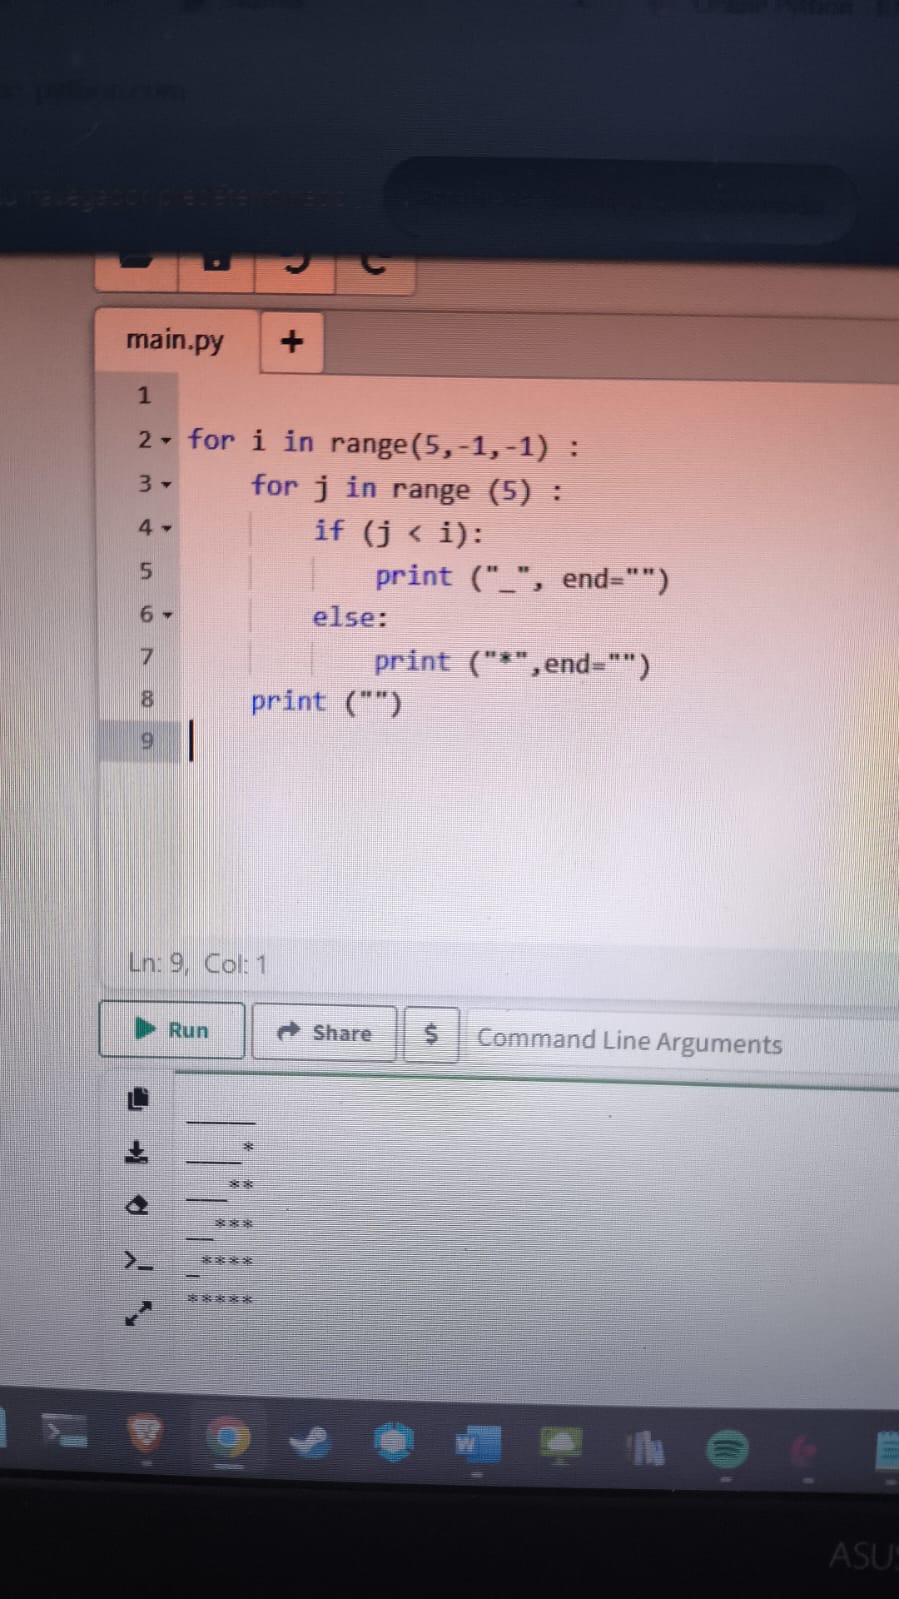 main.py
+
1
2 for i in range(5,-1,-1) :
3 for j in range (5) :
4 if (j < i):
5 print ("_", end="")
6 else:
7 print ("*",end="")
8 print ("")
9
Ln: 9, Col: 1
Run Share $ Command Line Arguments
_____
____*
___**
__***
_****
*****
W
ASUS